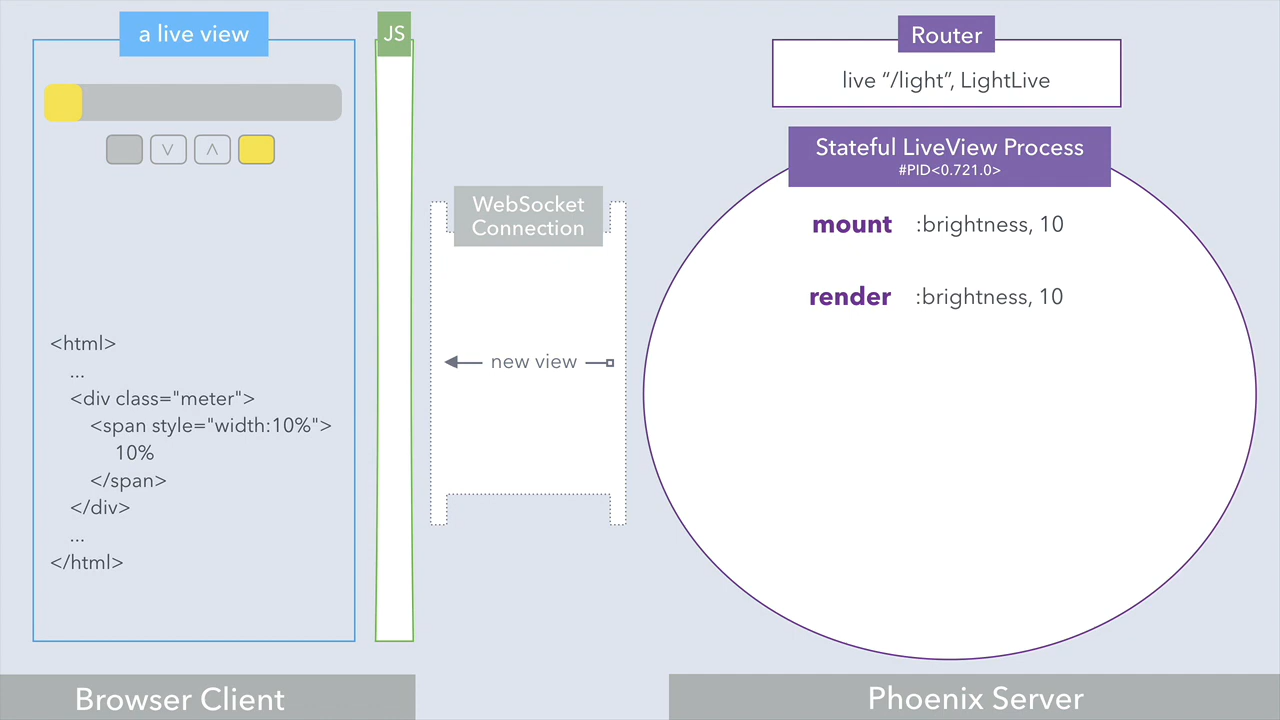 a live view
JS
Router
live “/light”, LightLive
Stateful LiveView Process
#PID<0.721.0>
WebSocket
Connection
mount :brightness, 10
render :brightness, 10
new view
<html>
...
<div class="meter">
<span style="width:10%">
10%
</span>
</div>
...
</html>
Browser Client
Phoenix Server